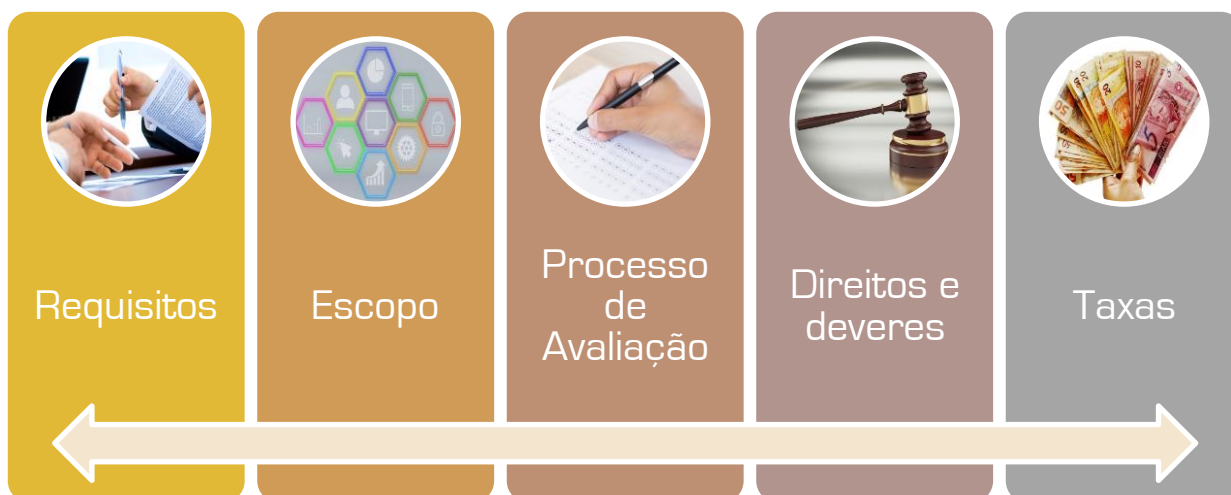 Requisitos
Escopo
Processo
de
Avaliação
Direitos e
deveres
Taxas